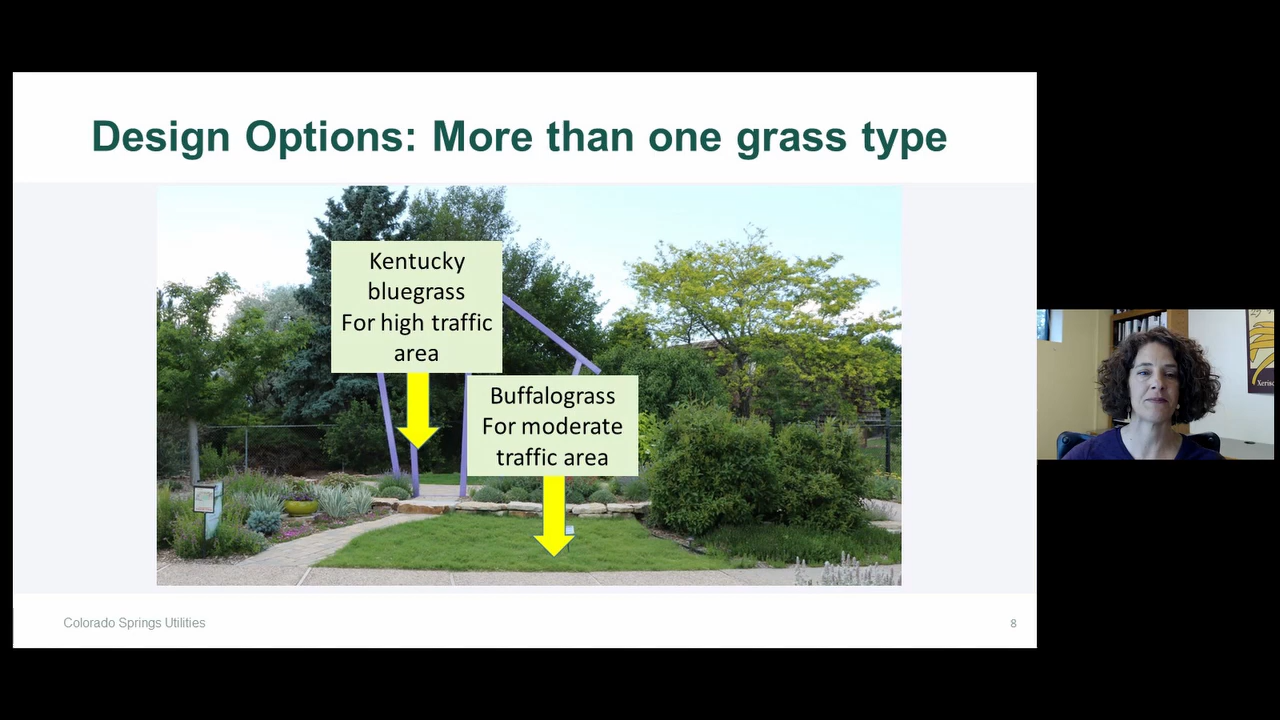 Design Options: More than one grass type
Kentucky
bluegrass
For high traffic
area
Buffalograss
For moderate
traffic area
Colorado Springs Utilities
8